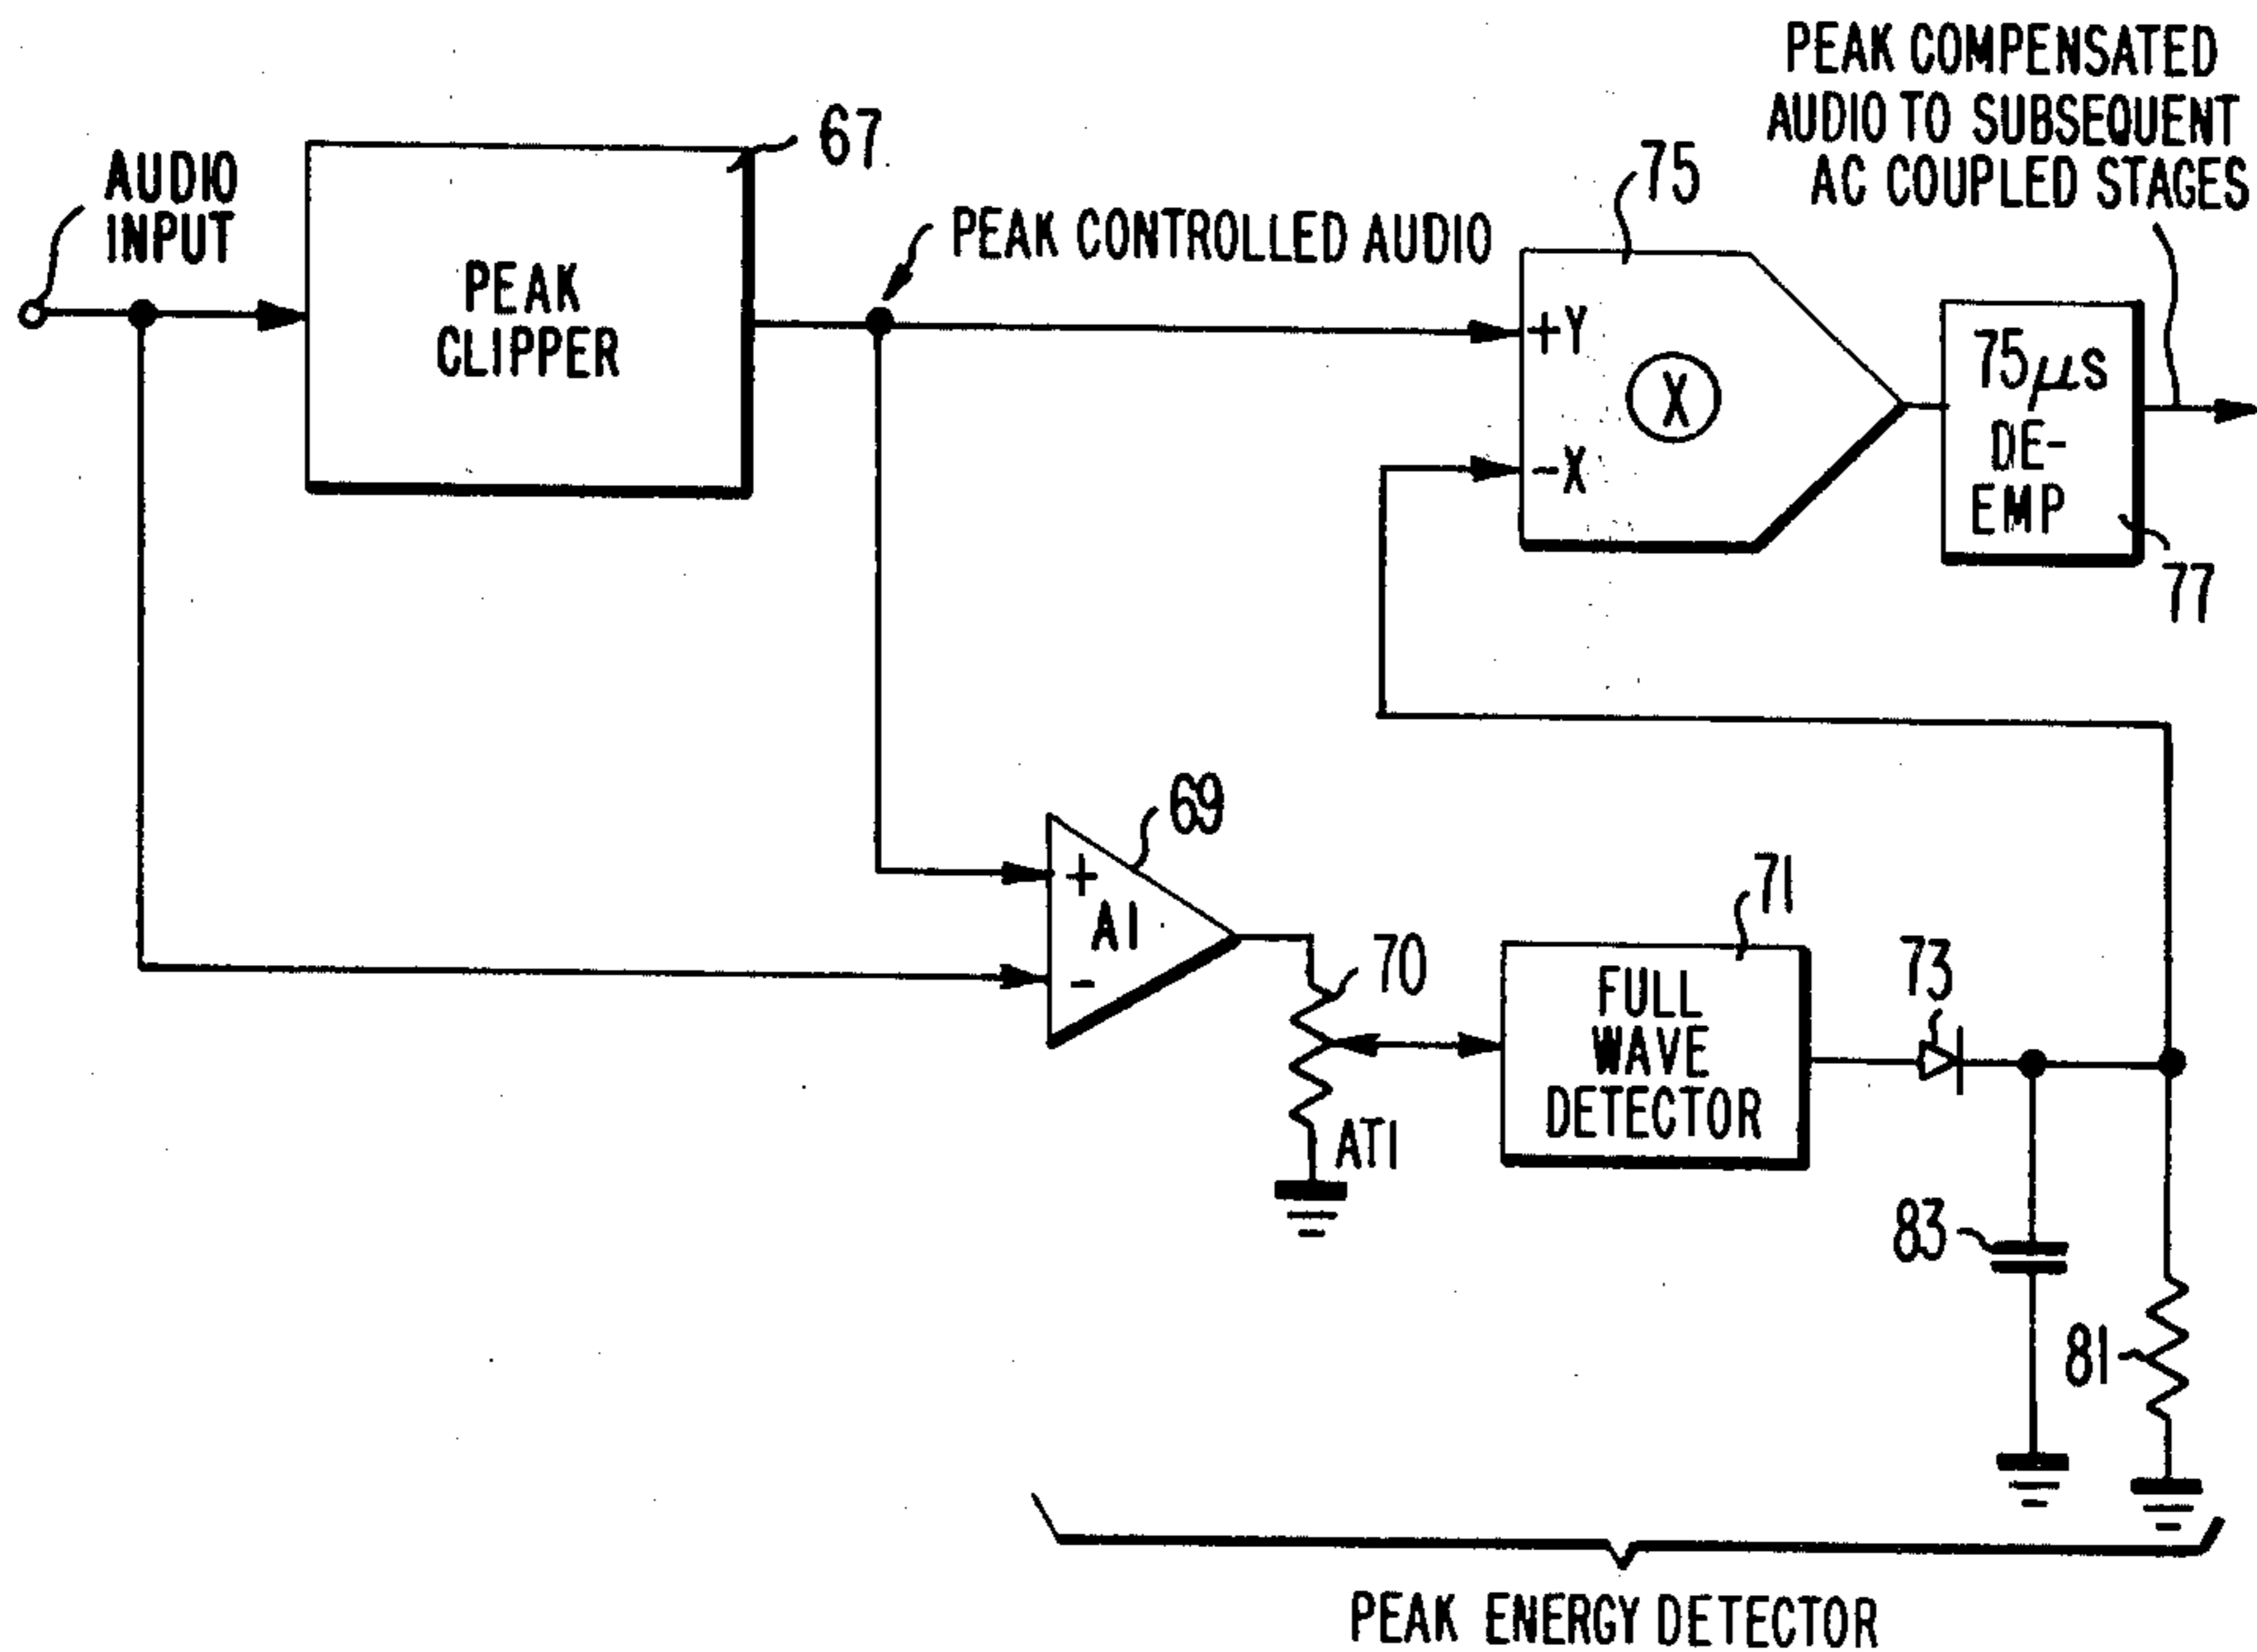 PEAK COMPENSATED
AUDIO TO SUBSEQUENT
AC COUPLED STAGES
67
75
AUDIO
INPUT
PEAK CONTROLLED AUDIO
PEAK
CLIPPER
+Y
X
-X
75μs
DE-
EMP
77
69
+
A1
-
70
71
FULL
WAVE
DETECTOR
73
AT1
83
81
PEAK ENERGY DETECTOR